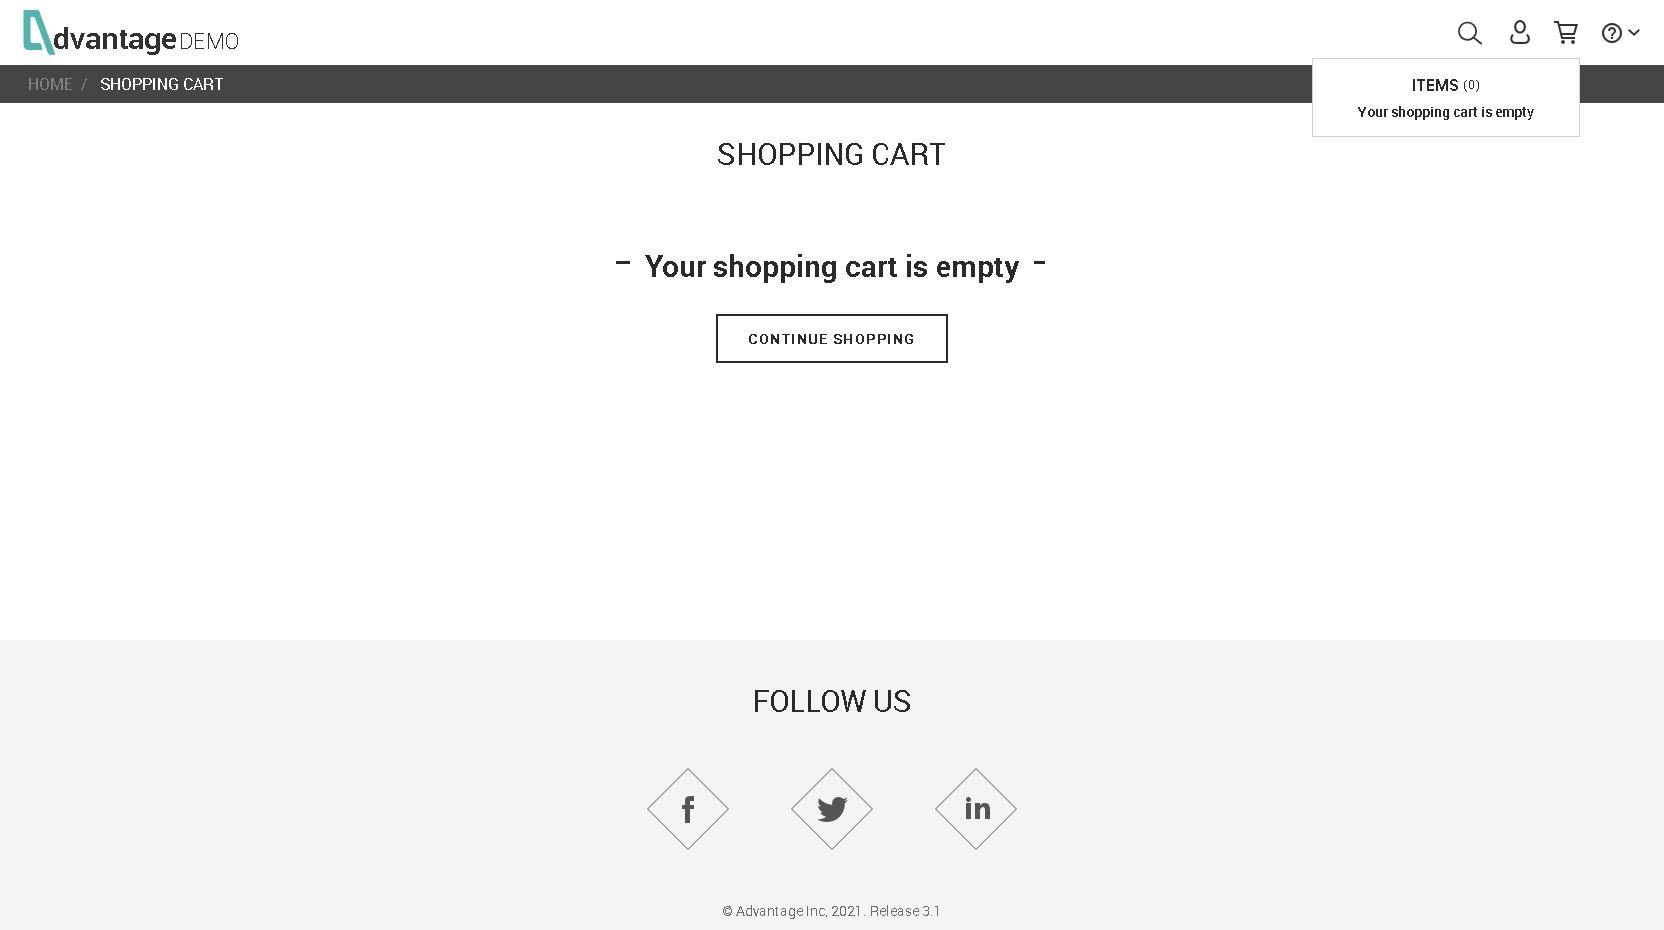 dvantage DEMO
HOME / SHOPPING CART
ITEMS (0)
Your shopping cart is empty
SHOPPING CART
– Your shopping cart is empty -
CONTINUE SHOPPING
FOLLOW US
f
in
© Advantage Inc, 2021. Release 3.1